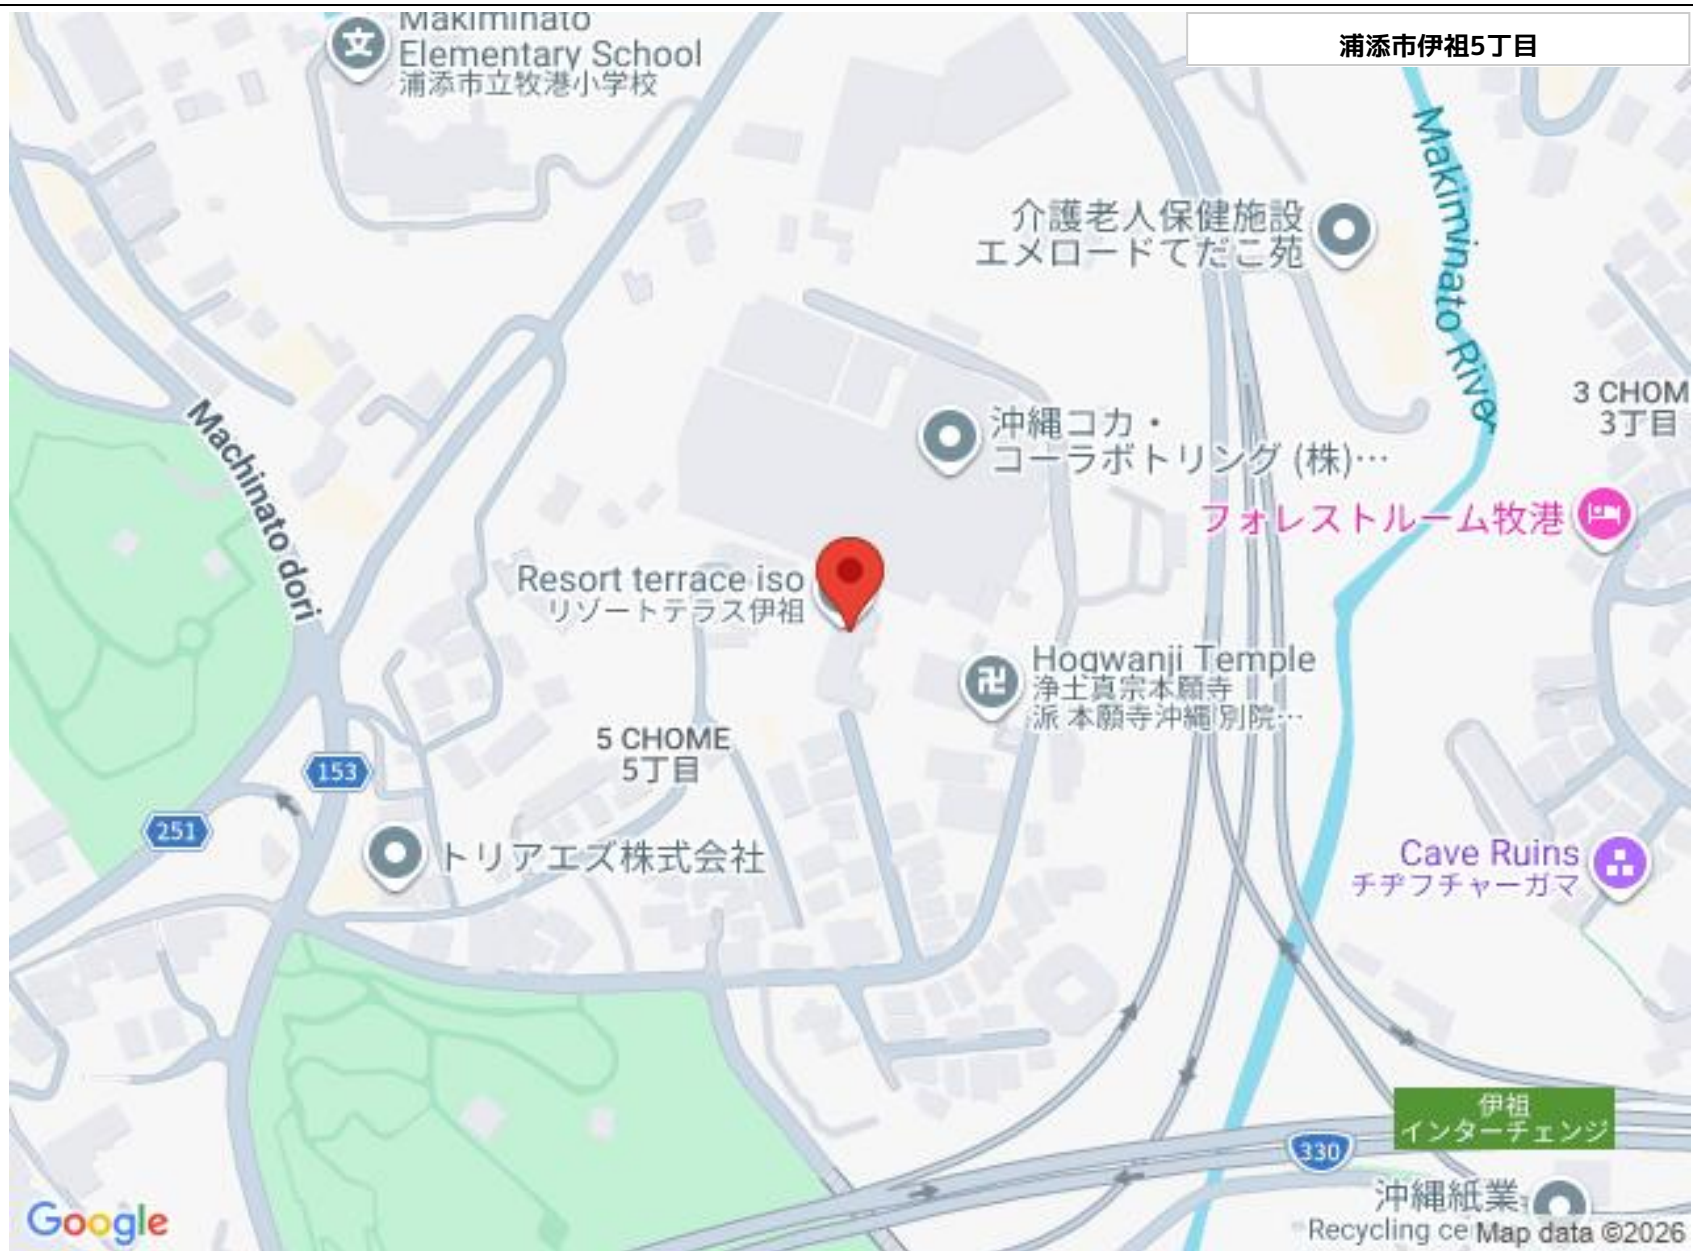 Makiminato
Elementary School
浦添市立牧港小学校
浦添市伊祖5丁目
Makiminato River
介護老人保健施設
エメロードてだこ苑
3 CHOM
3丁目
Machinato dori
沖縄コカ・
コーラボトリング (株)…
フォレストルーム牧港
Resort terrace iso
リゾートテラス伊祖
Hogwanji Temple
浄土真宗本願寺
派 本願寺沖縄別院…
5 CHOME
5丁目
153
251
トリアエズ株式会社
Cave Ruins
チヂフチャーガマ
伊祖
インターチェンジ
330
沖縄紙業
Recycling ce
Google
Map data ©2026